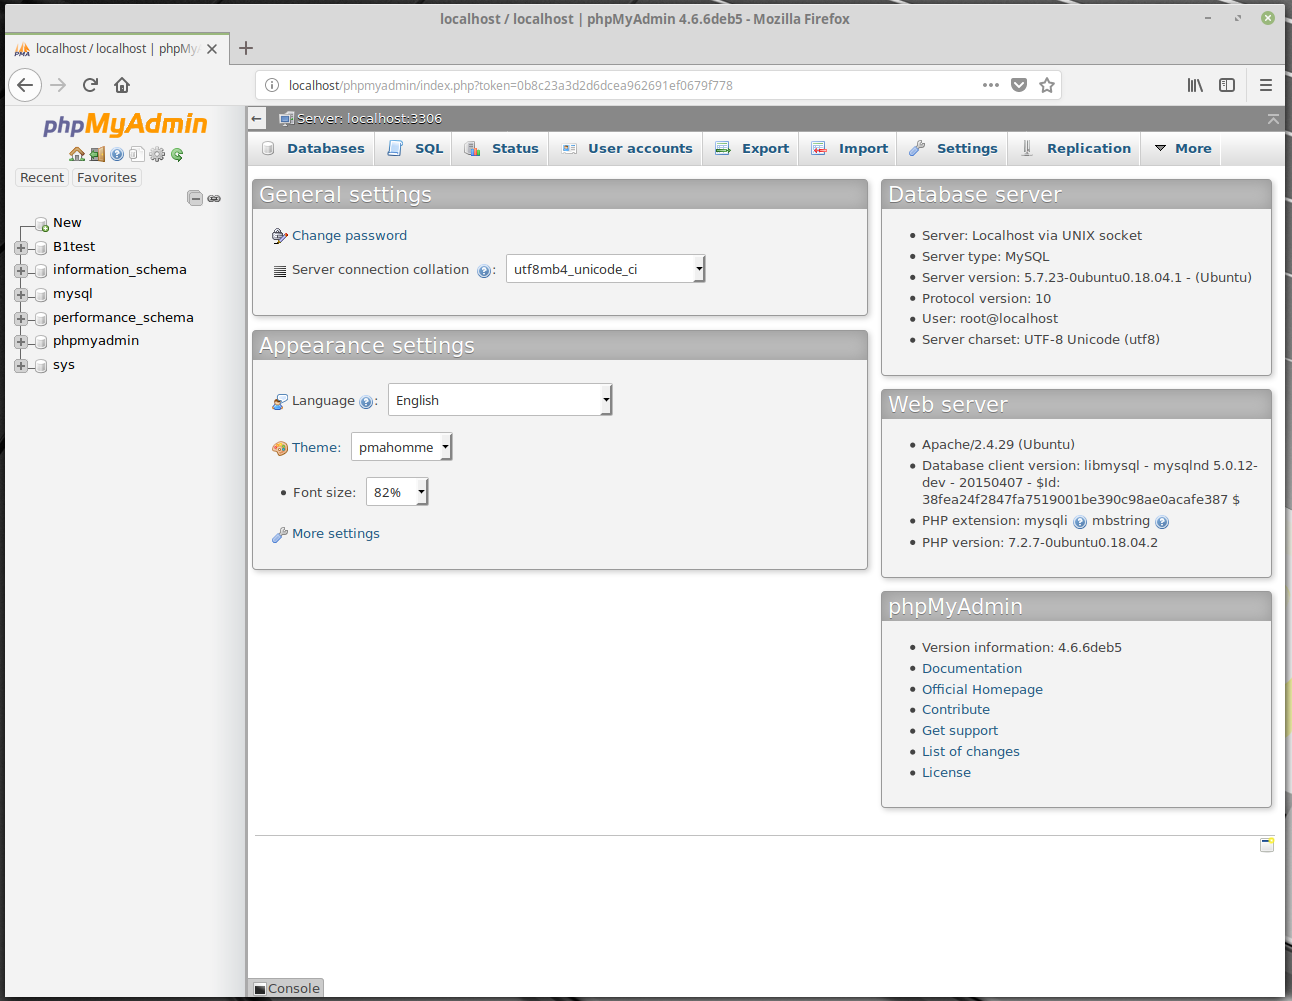 localhost / localhost | phpMyAdmin 4.6.6deb5 - Mozilla Firefox
PMA localhost / localhost | phpMy
localhost/phpmyadmin/index.php?token=0b8c23a3d2d6dcea962691ef0679f778
phpMyAdmin
Recent Favorites
New
B1test
information_schema
mysql
performance_schema
phpmyadmin
sys
Server: localhost:3306
Databases SQL Status User accounts Export Import Settings Replication More
General settings
Change password
Server connection collation : utf8mb4_unicode_ci
Appearance settings
Language : English
Theme: pmahomme
• Font size: 82%
More settings
Database server
• Server: Localhost via UNIX socket
• Server type: MySQL
• Server version: 5.7.23-0ubuntu0.18.04.1 - (Ubuntu)
• Protocol version: 10
• User: root@localhost
• Server charset: UTF-8 Unicode (utf8)
Web server
• Apache/2.4.29 (Ubuntu)
• Database client version: libmysql - mysqlnd 5.0.12-
dev - 20150407 - $Id:
38fea24f2847fa7519001be390c98ae0acafe387 $
• PHP extension: mysqli mbstring
• PHP version: 7.2.7-0ubuntu0.18.04.2
phpMyAdmin
• Version information: 4.6.6deb5
• Documentation
• Official Homepage
• Contribute
• Get support
• List of changes
• License
Console